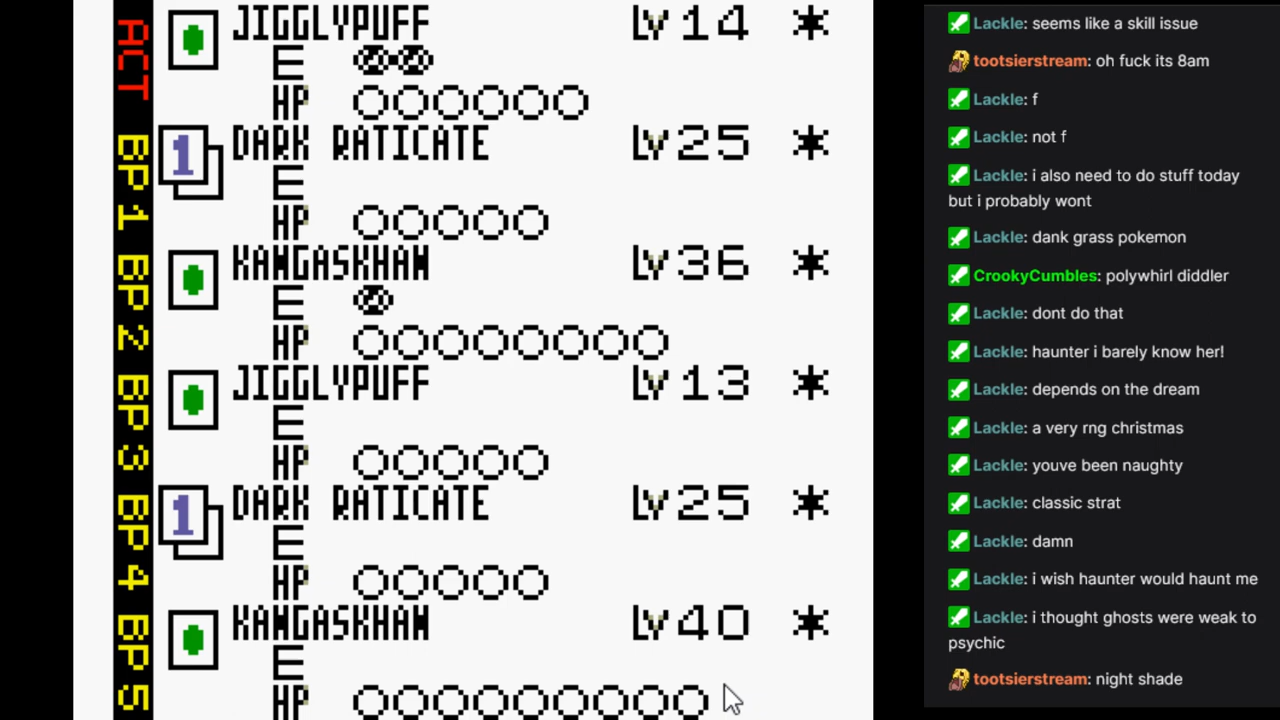 ACT
JIGGLYPUFF Lv14
E
HP
BP1
1 DARK RATICATE Lv25
E
HP
BP2
KANGASKHAN Lv36
E
HP
BP3
JIGGLYPUFF Lv13
E
HP
BP4
1 DARK RATICATE Lv25
E
HP
BP5
KANGASKHAN Lv40
E
HP
Lackle: seems like a skill issue
tootsierstream: oh fuck its 8am
Lackle: f
Lackle: not f
Lackle: i also need to do stuff today
but i probably wont
Lackle: dank grass pokemon
CrookyCumbles: polywhirl diddler
Lackle: dont do that
Lackle: haunter i barely know her!
Lackle: depends on the dream
Lackle: a very rng christmas
Lackle: youve been naughty
Lackle: classic strat
Lackle: damn
Lackle: i wish haunter would haunt me
Lackle: i thought ghosts were weak to
psychic
tootsierstream: night shade